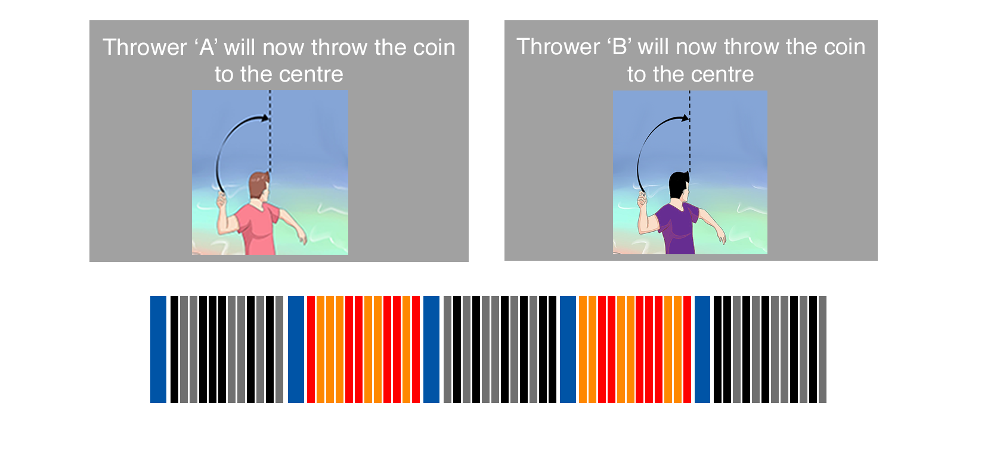 Thrower ‘A’ will now throw the coin
to the centre
Thrower ‘B’ will now throw the coin
to the centre